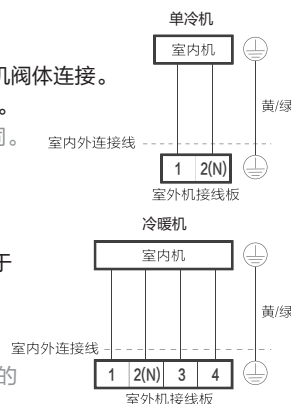 单冷机
室内机
机阀体连接。
黄/绿
。
同。
室内外连接线
1 2(N)
室外机接线板
冷暖机
室内机
于
黄/绿
室内外连接线
的
1 2(N) 3 4
室外机接线板